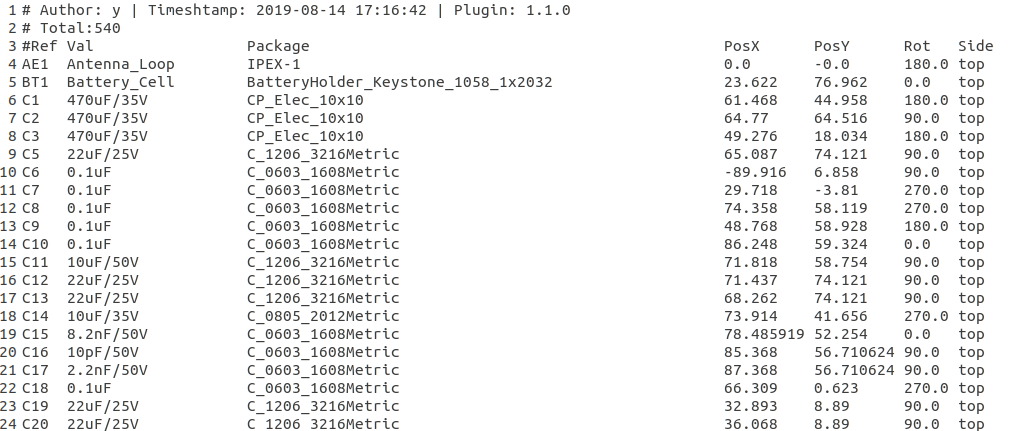 1 # Author: y | Timeshtamp: 2019-08-14 17:16:42 | Plugin: 1.1.0
2 # Total:540
3 #Ref Val Package PosX PosY Rot Side
4 AE1 Antenna_Loop IPEX-1 0.0 -0.0 180.0 top
5 BT1 Battery_Cell BatteryHolder_Keystone_1058_1x2032 23.622 76.962 0.0 top
6 C1 470uF/35V CP_Elec_10x10 61.468 44.958 180.0 top
7 C2 470uF/35V CP_Elec_10x10 64.77 64.516 90.0 top
8 C3 470uF/35V CP_Elec_10x10 49.276 18.034 180.0 top
9 C5 22uF/25V C_1206_3216Metric 65.087 74.121 90.0 top
10 C6 0.1uF C_0603_1608Metric -89.916 6.858 90.0 top
11 C7 0.1uF C_0603_1608Metric 29.718 -3.81 270.0 top
12 C8 0.1uF C_0603_1608Metric 74.358 58.119 270.0 top
13 C9 0.1uF C_0603_1608Metric 48.768 58.928 180.0 top
14 C10 0.1uF C_0603_1608Metric 86.248 59.324 0.0 top
15 C11 10uF/50V C_1206_3216Metric 71.818 58.754 90.0 top
16 C12 22uF/25V C_1206_3216Metric 71.437 74.121 90.0 top
17 C13 22uF/25V C_1206_3216Metric 68.262 74.121 90.0 top
18 C14 10uF/35V C_0805_2012Metric 73.914 41.656 270.0 top
19 C15 8.2nF/50V C_0603_1608Metric 78.485919 52.254 0.0 top
20 C16 10pF/50V C_0603_1608Metric 85.368 56.710624 90.0 top
21 C17 2.2nF/50V C_0603_1608Metric 87.368 56.710624 90.0 top
22 C18 0.1uF C_0603_1608Metric 66.309 0.623 270.0 top
23 C19 22uF/25V C_1206_3216Metric 32.893 8.89 90.0 top
24 C20 22uF/25V C_1206_3216Metric 36.068 8.89 90.0 top